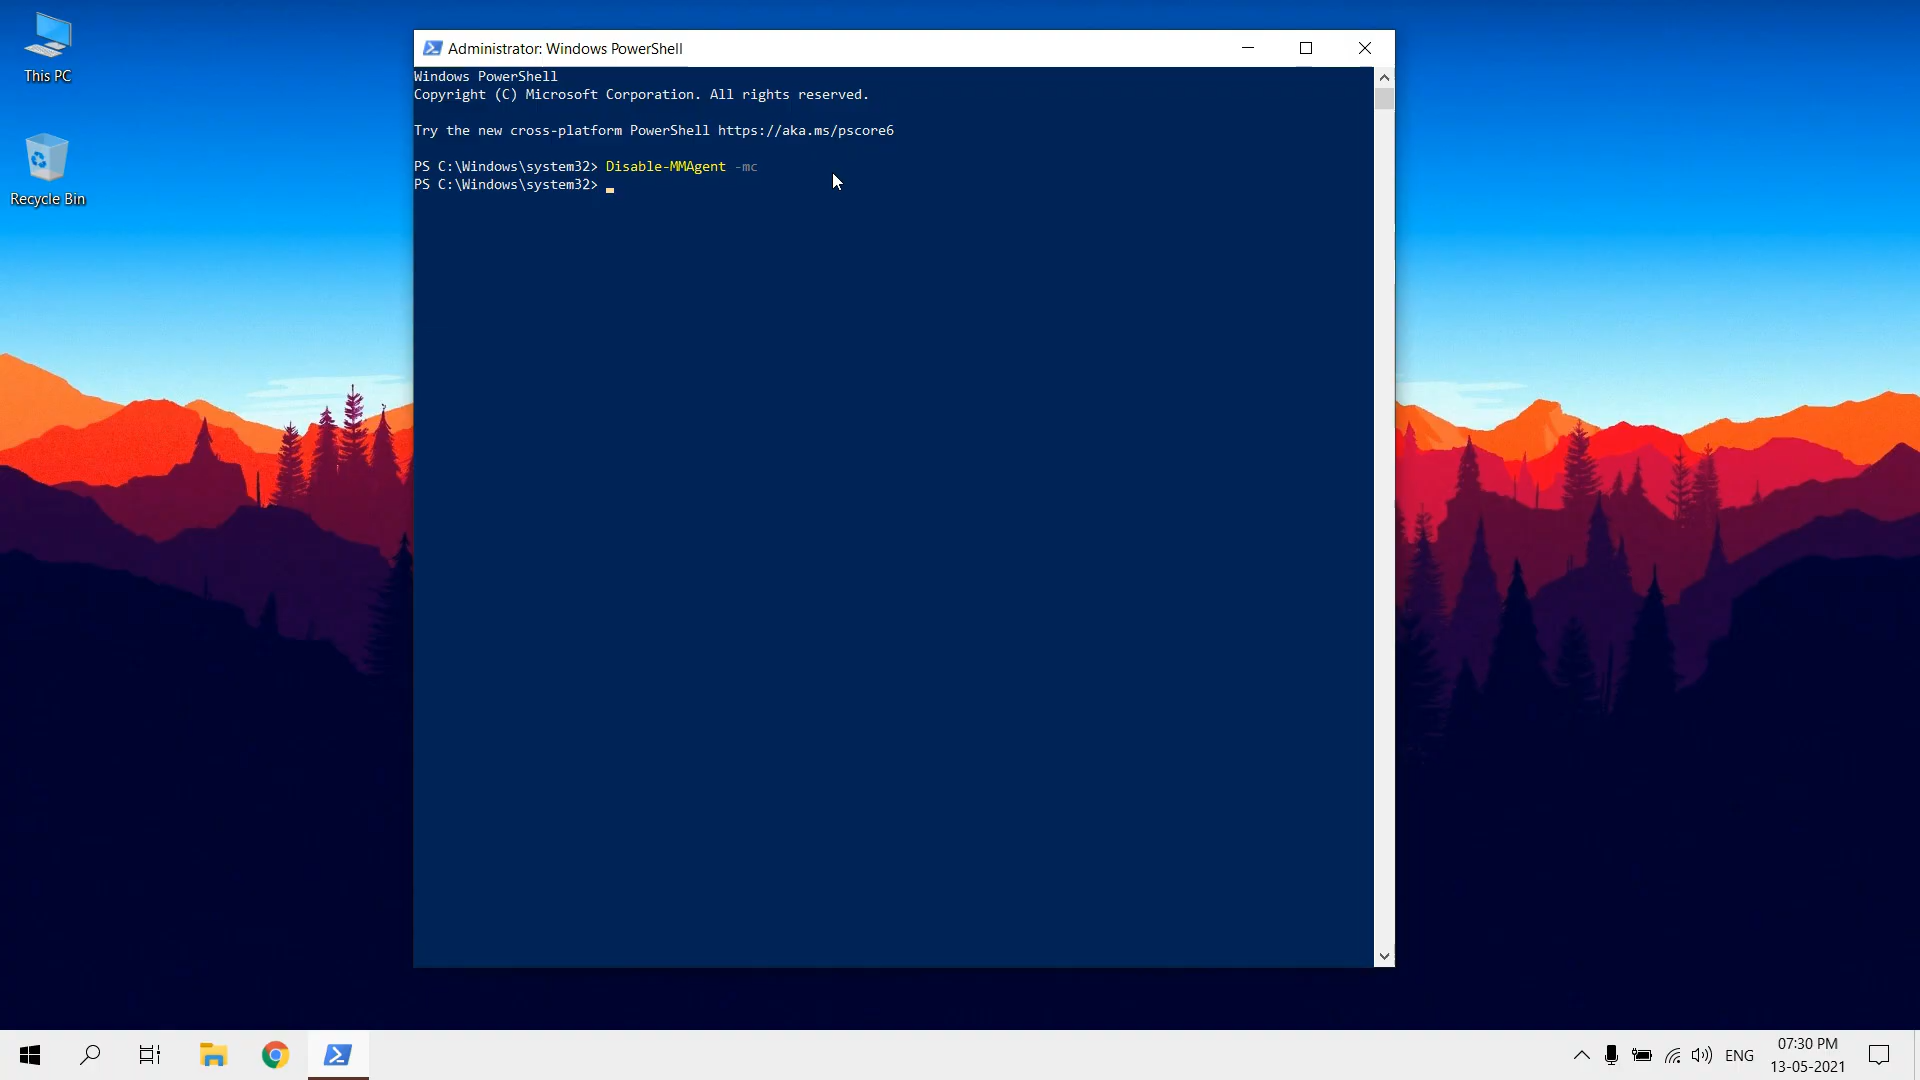 This PC
Recycle Bin
Administrator: Windows PowerShell
Windows PowerShell
Copyright (C) Microsoft Corporation. All rights reserved.
Try the new cross-platform PowerShell https://aka.ms/pscore6
PS C:\Windows\system32> Disable-MMAgent -mc
PS C:\Windows\system32>
ENG
07:30 PM
13-05-2021